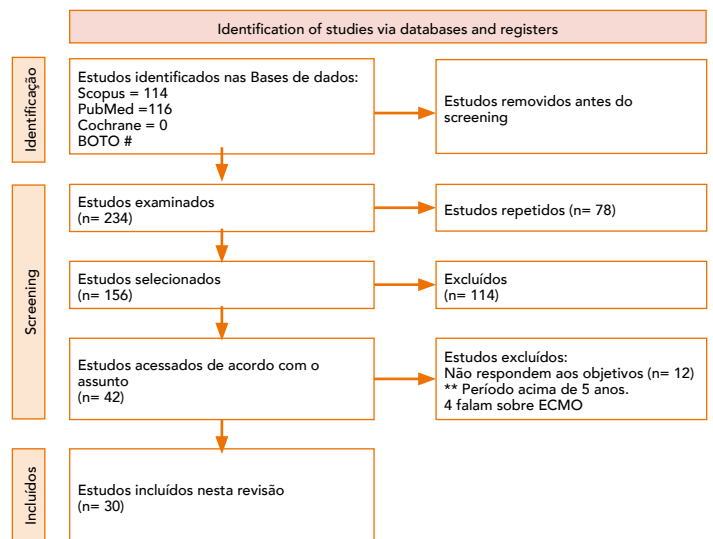 Identification of studies via databases and registers
Identificação
Estudos identificados nas Bases de dados:
Scopus = 114
PubMed =116
Cochrane = 0
BOTO #
Estudos removidos antes do
screening
Screening
Estudos examinados
(n= 234)
Estudos repetidos (n= 78)
Estudos selecionados
(n= 156)
Excluídos
(n= 114)
Estudos acessados de acordo com o
assunto
(n= 42)
Estudos excluídos:
Não respondem aos objetivos (n= 12)
** Período acima de 5 anos.
4 falam sobre ECMO
Incluídos
Estudos incluídos nesta revisão
(n= 30)